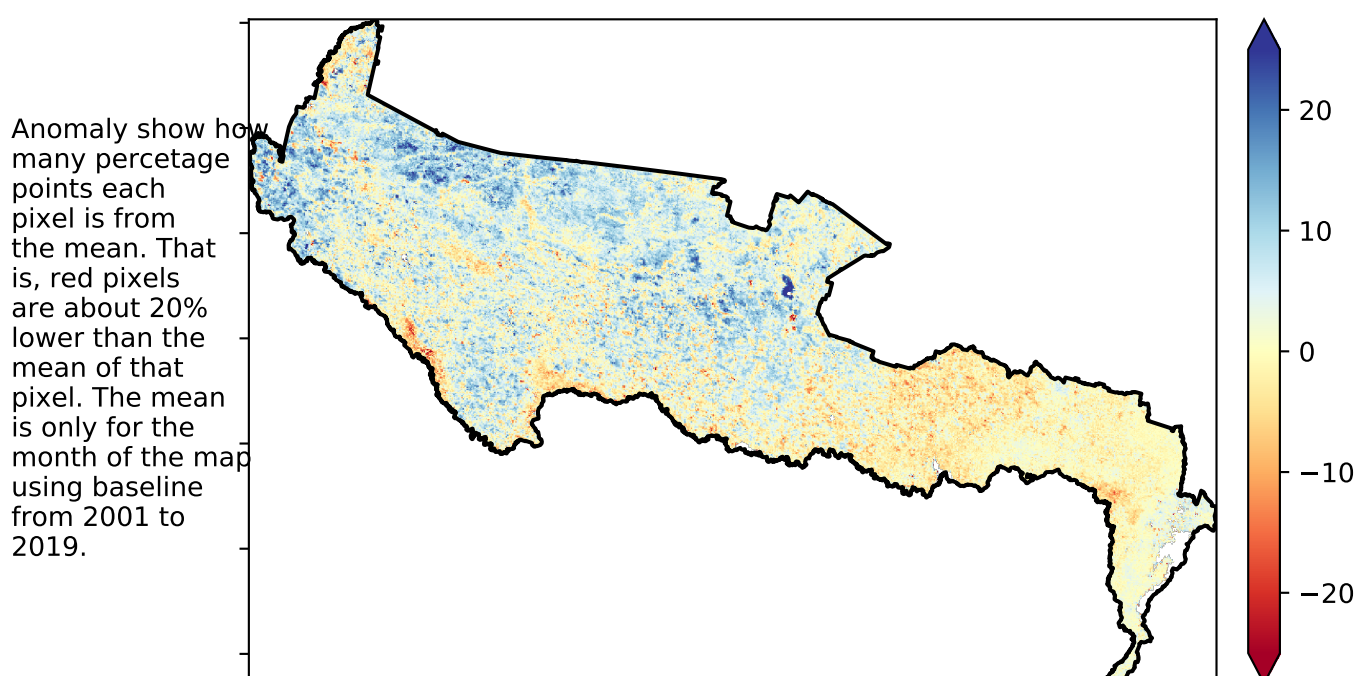 Anomaly show how
many percetage
points each
pixel is from
the mean. That
is, red pixels
are about 20%
lower than the
mean of that
pixel. The mean
is only for the
month of the map
using baseline
from 2001 to
2019.
20
10
0
−10
−20